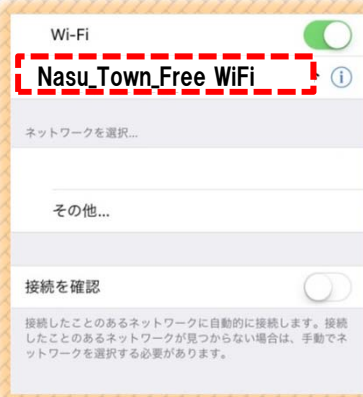 Wi-Fi
Nasu_Town_Free WiFi
ネットワークを選択...
その他...
接続を確認
接続したことのあるネットワークに自動的に接続します。接続
したことのあるネットワークが見つからない場合は、手動でネ
ットワークを選択する必要があります。